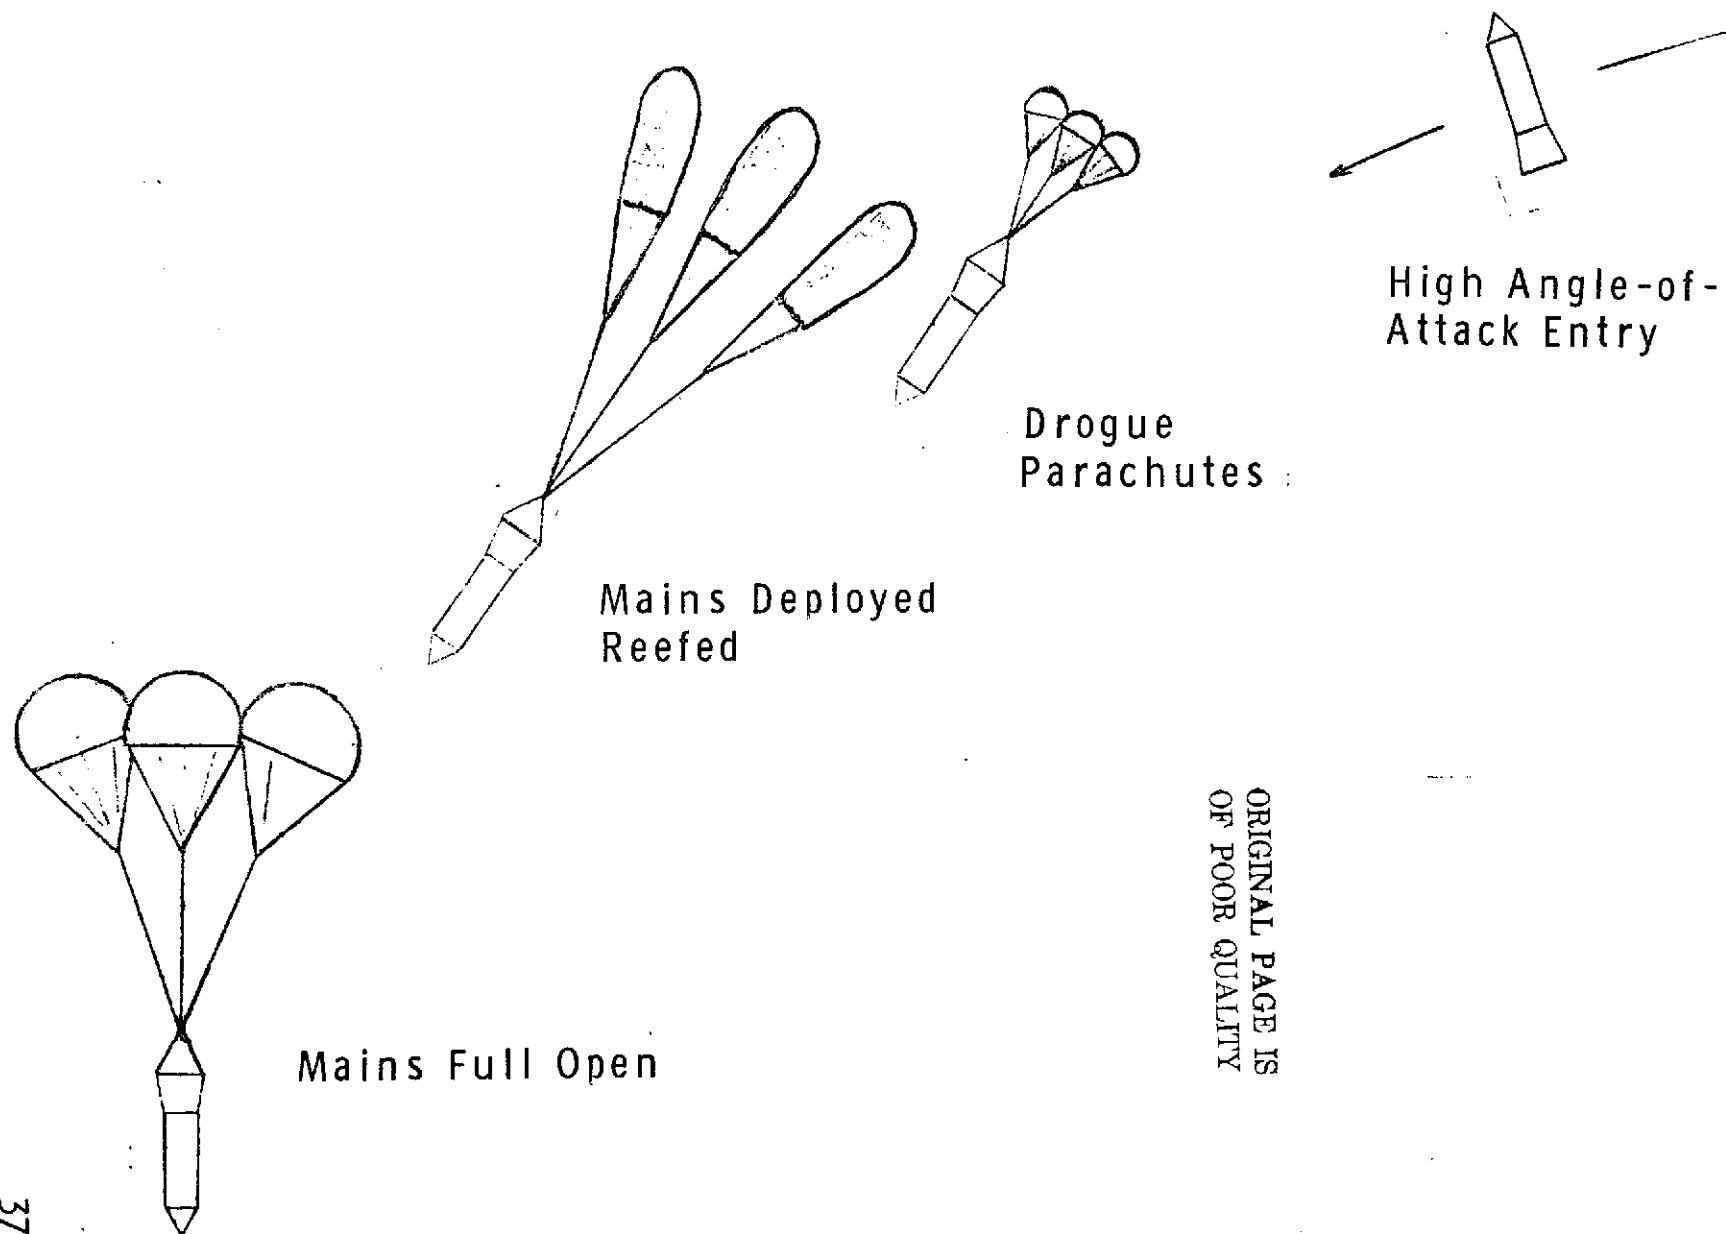 High Angle-of-
Attack Entry
Drogue
Parachutes
Mains Deployed
Reefed
Mains Full Open
ORIGINAL PAGE IS
OF POOR QUALITY
37